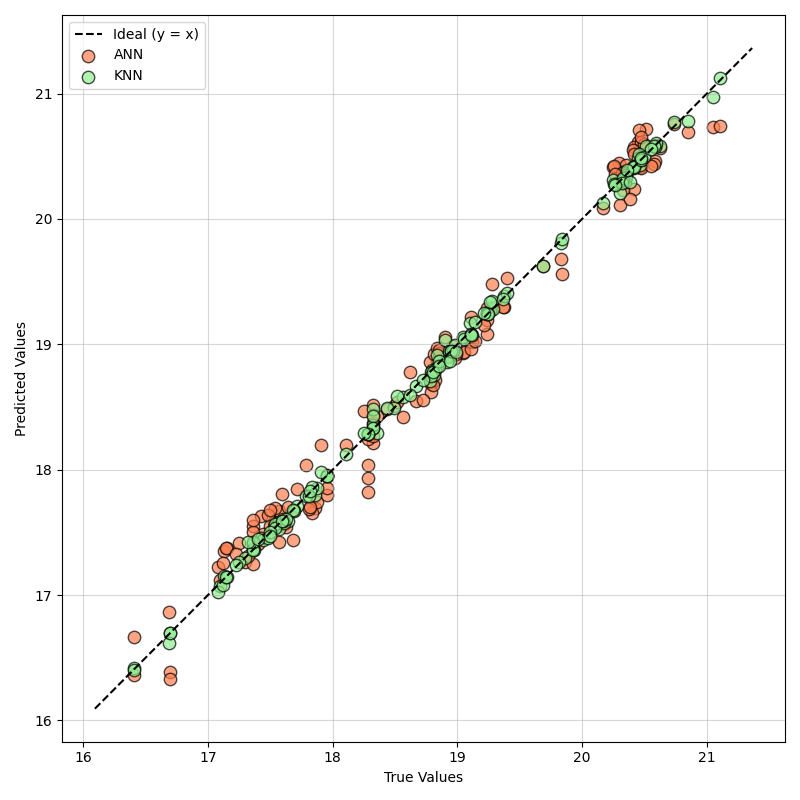 Ideal (y = x)
ANN
KNN
21
20
19
18
17
16
Predicted Values
16
17
18
19
20
21
True Values